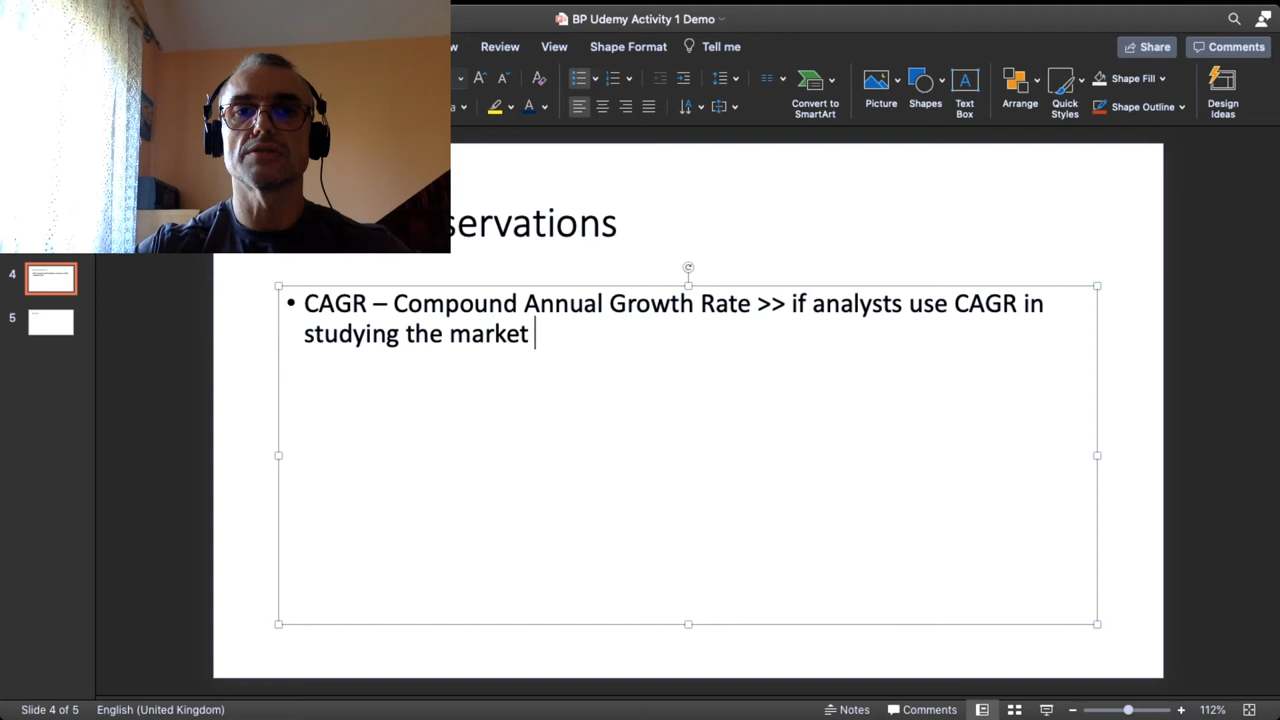 BP Udemy Activity 1 Demo
Review View Shape Format Tell me Share Comments
Convert to SmartArt Picture Shapes Text Box Arrange Quick Styles Shape Fill Shape Outline Design Ideas
servations
4
5
• CAGR – Compound Annual Growth Rate >> if analysts use CAGR in
studying the market
Slide 4 of 5 English (United Kingdom) Notes Comments 112%